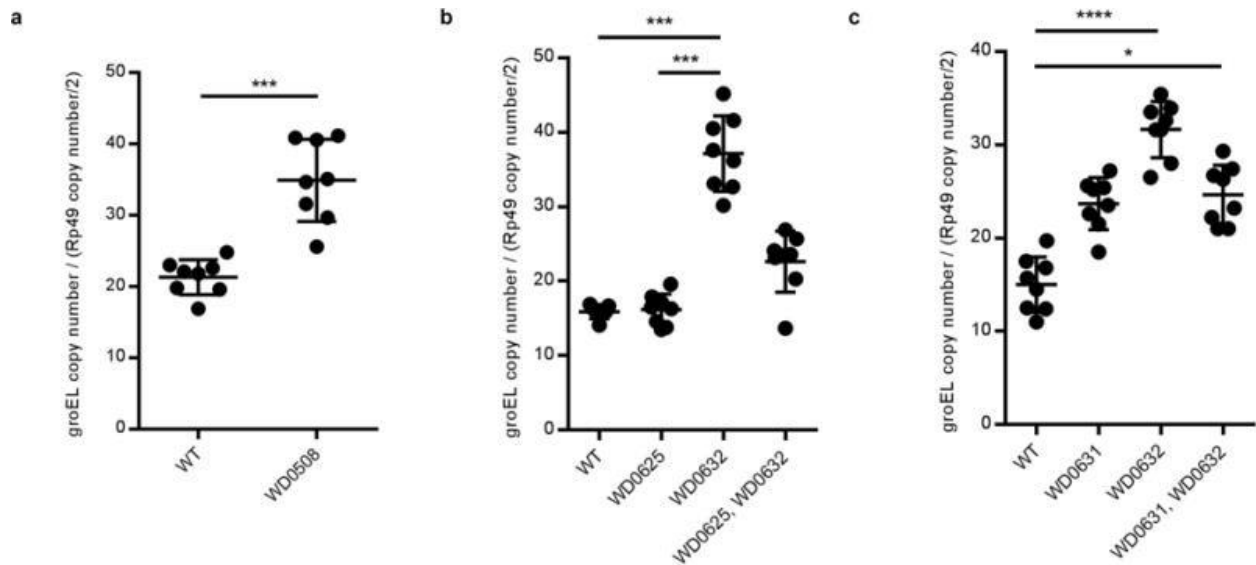 a
groEL copy number / (Rp49 copy number/2)
50
40
30
20
10
0
***
WT
WD0508
b
groEL copy number / (Rp49 copy number/2)
50
40
30
20
10
0
***
***
WT
WD0625
WD0632
WD0625, WD0632
c
groEL copy number / (Rp49 copy number/2)
40
30
20
10
0
****
*
WT
WD0631
WD0632
WD0631, WD0632